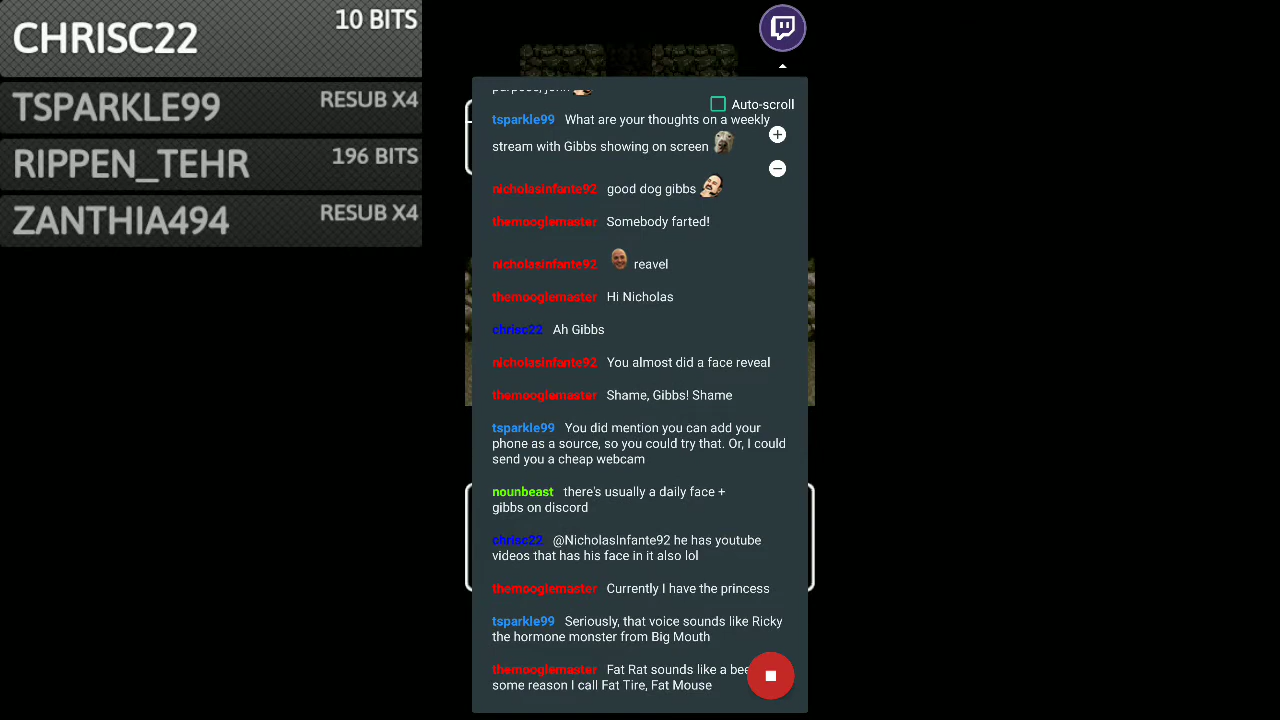 CHRISC22 10 BITS
TSPARKLE99 RESUB X4
RIPPEN_TEHR 196 BITS
ZANTHIA494 RESUB X4
Auto-scroll
tsparkle99 What are your thoughts on a weekly
stream with Gibbs showing on screen
nicholasinfante92 good dog gibbs
themooglemaster Somebody farted!
nicholasinfante92 reavel
themooglemaster Hi Nicholas
chrisc22 Ah Gibbs
nicholasinfante92 You almost did a face reveal
themooglemaster Shame, Gibbs! Shame
tsparkle99 You did mention you can add your
phone as a source, so you could try that. Or, I could
send you a cheap webcam
nounbeast there's usually a daily face +
gibbs on discord
chrisc22 @NicholasInfante92 he has youtube
videos that has his face in it also lol
themooglemaster Currently I have the princess
tsparkle99 Seriously, that voice sounds like Ricky
the hormone monster from Big Mouth
themooglemaster Fat Rat sounds like a
some reason I call Fat Tire, Fat Mouse